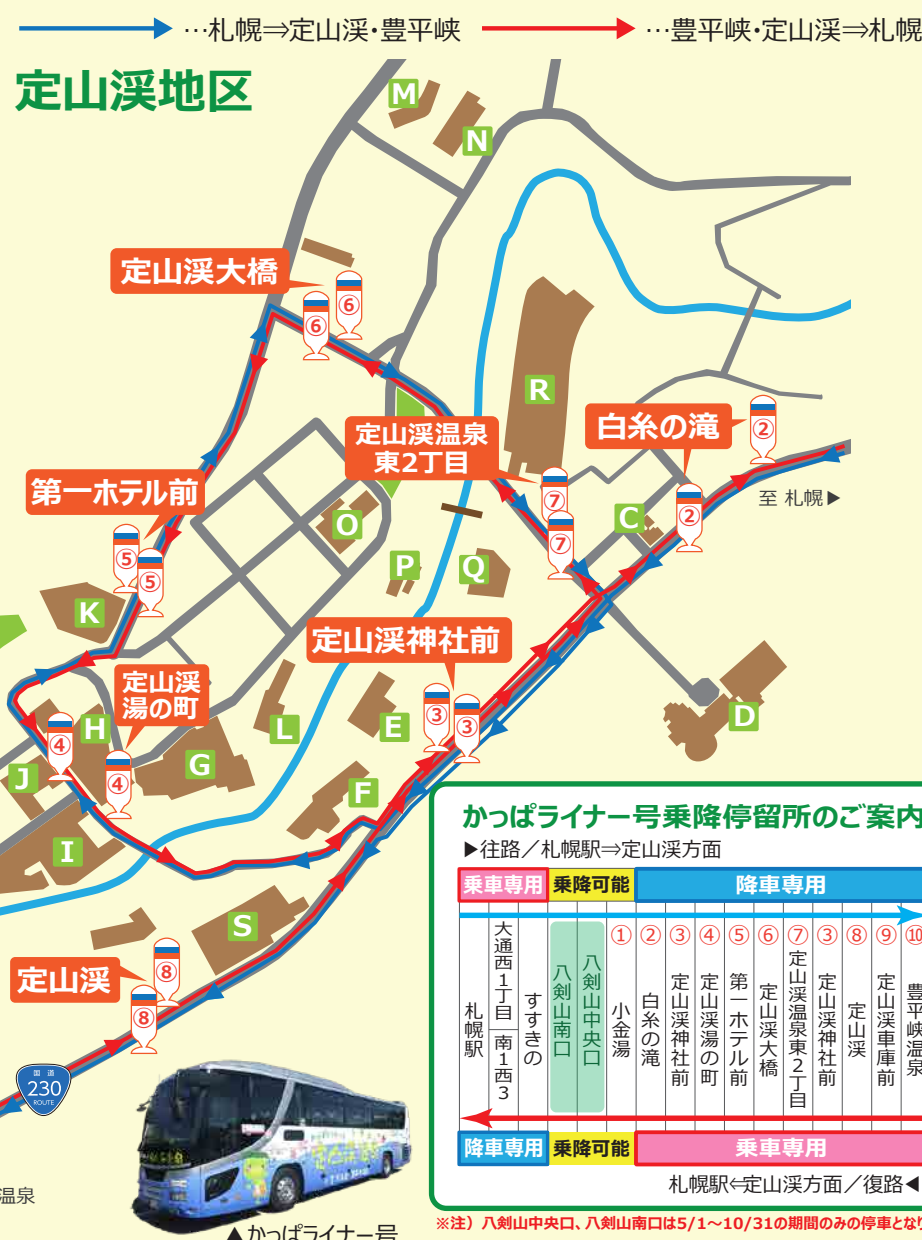 …札幌⇒定山渓・豊平峡
…豊平峡・定山渓⇒札幌
定山渓地区
M
N
定山渓大橋
⑥
⑥
R
定山渓温泉
東2丁目
⑦
⑦
白糸の滝
②
②
至 札幌▶
第一ホテル前
⑤
⑤
O
C
P
Q
K
定山渓神社前
③
③
定山渓
湯の町
④
④
H
L
E
D
J
G
F
I
S
定山渓
⑧
⑧
国道
230
ROUTE
温泉
▲かっぱライナー号
かっぱライナー号乗降停留所のご案内
▶往路／札幌駅⇒定山渓方面
乗車専用 乗降可能 降車専用
札幌駅
大通西1丁目
南1西3
すすきの
八剣山南口
八剣山中央口
① 小金湯
② 白糸の滝
③ 定山渓神社前
④ 定山渓湯の町
⑤ 第一ホテル前
⑥ 定山渓大橋
⑦ 定山渓温泉東2丁目
③ 定山渓神社前
⑧ 定山渓
⑨ 定山渓車庫前
⑩ 豊平峡温泉
降車専用 乗降可能 乗車専用
札幌駅⇐定山渓方面／復路◀
※注）八剣山中央口、八剣山南口は5/1～10/31の期間のみの停車とな